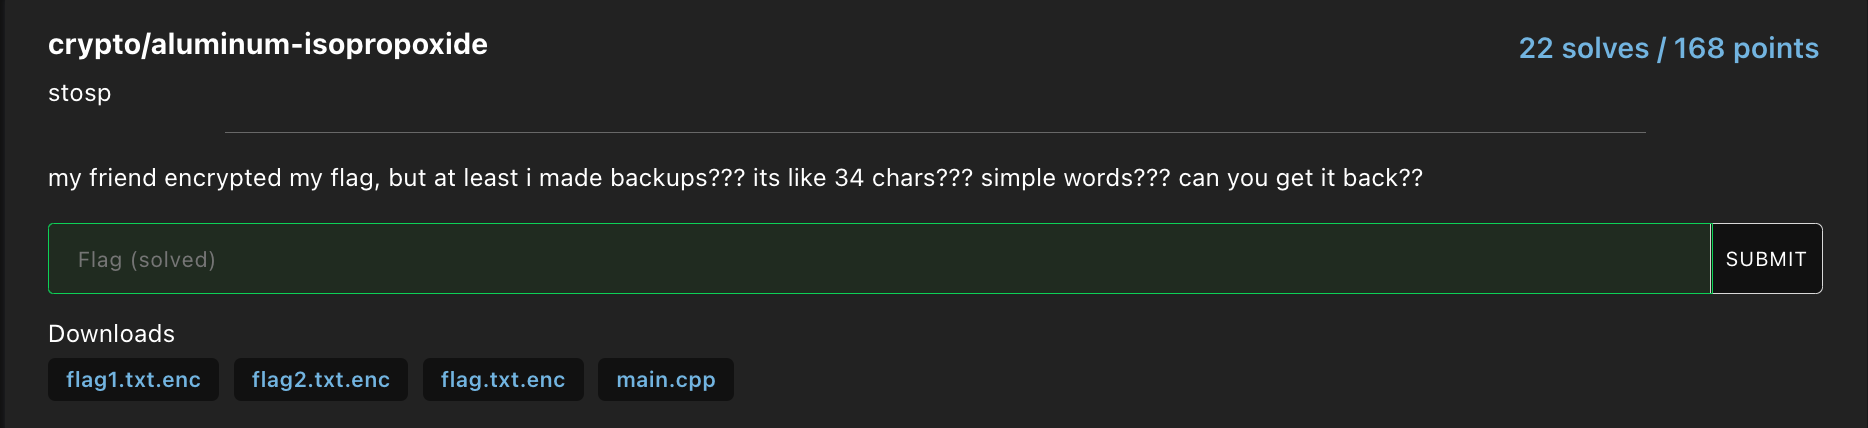 crypto/aluminum-isopropoxide
22 solves / 168 points
stosp
my friend encrypted my flag, but at least i made backups??? its like 34 chars??? simple words??? can you get it back??
Flag (solved)
SUBMIT
Downloads
flag1.txt.enc flag2.txt.enc flag.txt.enc main.cpp